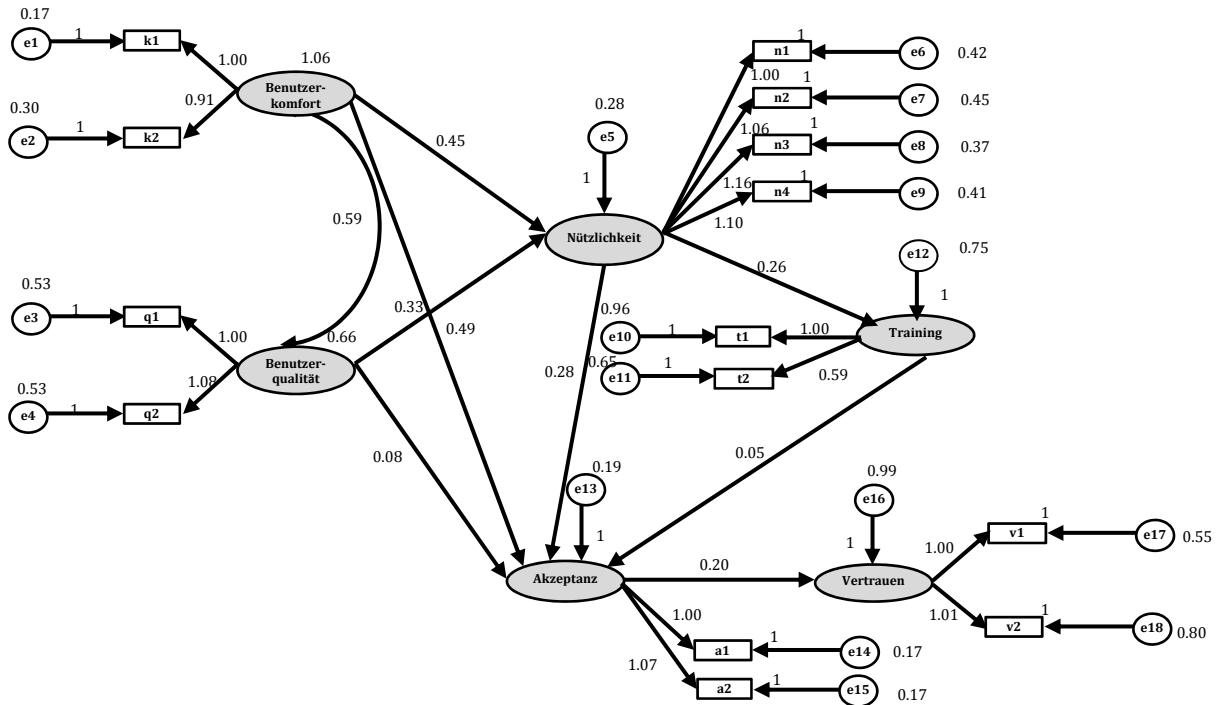 0.17
e1
1
k1
1.00
1.06
Benutzer-
komfort
0.30
e2
1
k2
0.91
0.45
0.59
0.53
e3
1
q1
1.00
0.66
Benutzer-
qualität
0.53
e4
1
q2
1.08
0.33
0.49
0.08
0.28
e5
1
Nützlichkeit
n1
1
e6
0.42
1.00
n2
1
e7
0.45
1.06
n3
1
e8
0.37
1.16
n4
1
e9
0.41
1.10
0.26
e12
0.75
1
Training
0.96
e10
1
t1
1.00
0.65
e11
1
t2
0.59
0.28
0.05
0.19
e13
1
Akzeptanz
0.20
0.99
e16
1
Vertrauen
1.00
v1
1
e17
0.55
1.01
v2
1
e18
0.80
1.00
a1
1
e14
0.17
1.07
a2
1
e15
0.17